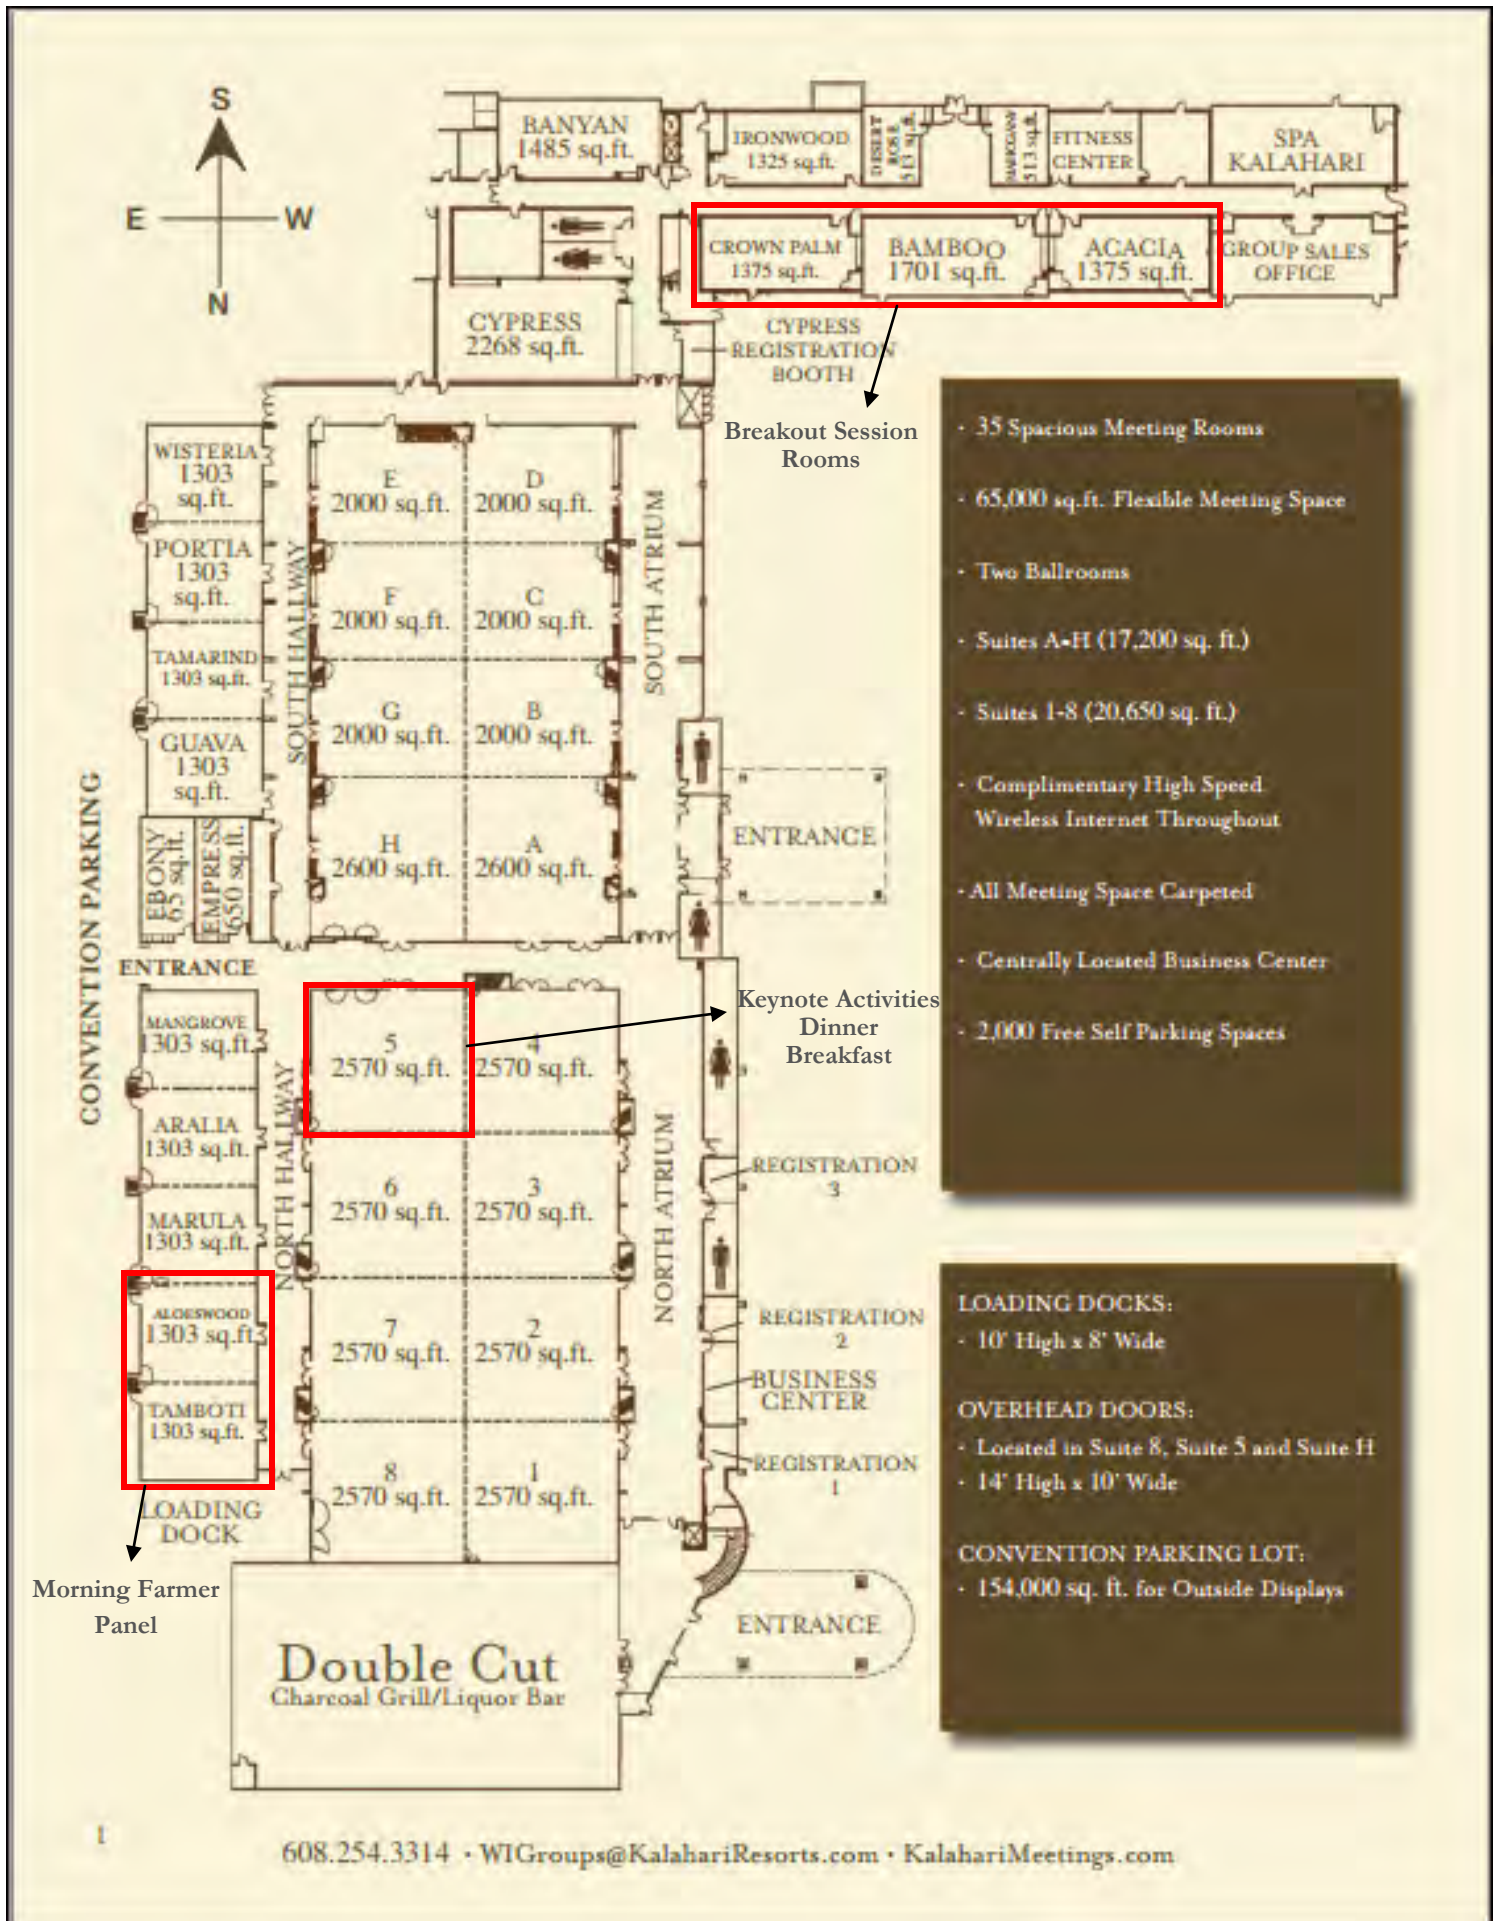 S
E
W
N
BANYAN
1485 sq.ft.
IRONWOOD
1325 sq.ft.
DESERT
ROSE
513 sq.ft.
MAHOGANY
513 sq.ft.
FITNESS
CENTER
SPA
KALAHARI
CROWN PALM
1375 sq.ft.
BAMBOO
1701 sq.ft.
ACACIA
1375 sq.ft.
GROUP SALES
OFFICE
CYPRESS
2268 sq.ft.
CYPRESS
REGISTRATION
BOOTH
Breakout Session
Rooms
WISTERIA
1303
sq.ft.
PORTIA
1303
sq.ft.
TAMARIND
1303 sq.ft.
GUAVA
1303
sq.ft.
EBONY
65 sq.ft.
EMPRESS
650 sq.ft.
SOUTH HALLWAY
E
2000 sq.ft.
D
2000 sq.ft.
F
2000 sq.ft.
C
2000 sq.ft.
G
2000 sq.ft.
B
2000 sq.ft.
H
2600 sq.ft.
A
2600 sq.ft.
SOUTH ATRIUM
ENTRANCE
CONVENTION PARKING
ENTRANCE
MANGROVE
1303 sq.ft.
ARALIA
1303 sq.ft.
MARULA
1303 sq.ft.
ALOESWOOD
1303 sq.ft.
TAMBOTI
1303 sq.ft.
LOADING
DOCK
Morning Farmer
Panel
NORTH HALLWAY
5
2570 sq.ft.
4
2570 sq.ft.
6
2570 sq.ft.
3
2570 sq.ft.
7
2570 sq.ft.
2
2570 sq.ft.
8
2570 sq.ft.
1
2570 sq.ft.
NORTH ATRIUM
Keynote Activities
Dinner
Breakfast
REGISTRATION
3
REGISTRATION
2
BUSINESS
CENTER
REGISTRATION
1
ENTRANCE
Double Cut
Charcoal Grill/Liquor Bar
· 35 Spacious Meeting Rooms
· 65,000 sq.ft. Flexible Meeting Space
· Two Ballrooms
· Suites A-H (17,200 sq. ft.)
· Suites 1-8 (20,650 sq. ft.)
· Complimentary High Speed
Wireless Internet Throughout
· All Meeting Space Carpeted
· Centrally Located Business Center
· 2,000 Free Self Parking Spaces
LOADING DOCKS:
· 10' High x 8' Wide
OVERHEAD DOORS:
· Located in Suite 8, Suite 5 and Suite H
· 14' High x 10' Wide
CONVENTION PARKING LOT:
· 154,000 sq. ft. for Outside Displays
1
608.254.3314 · WIGroups@KalahariResorts.com · KalahariMeetings.com